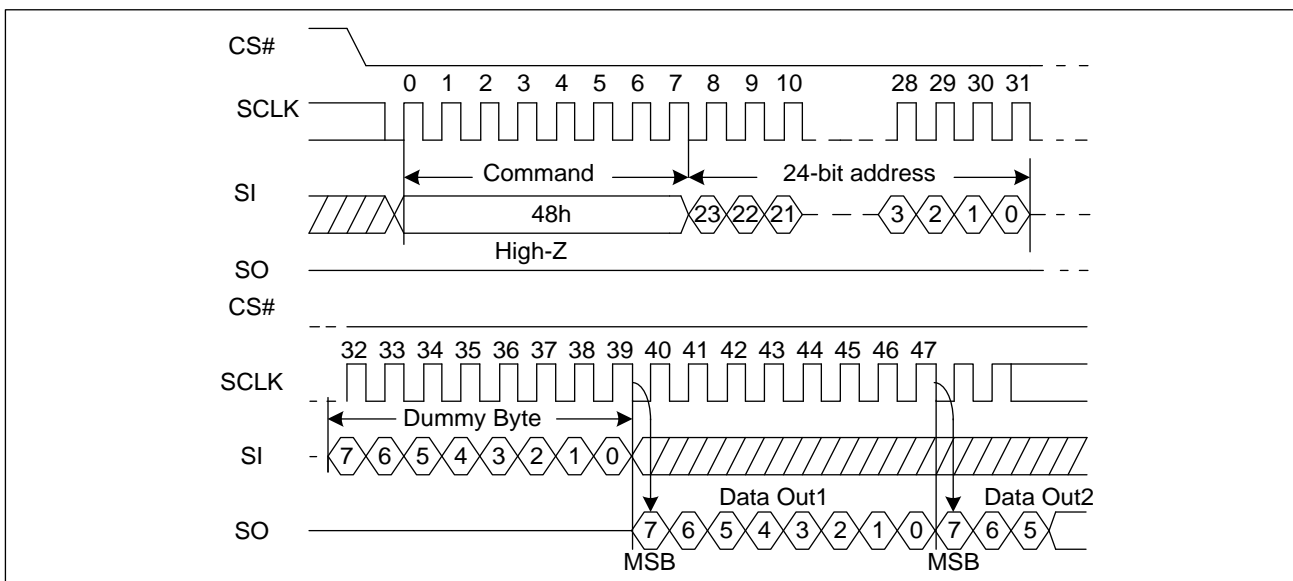 CS#
0 1 2 3 4 5 6 7 8 9 10 28 29 30 31
SCLK
Command 24-bit address
SI
48h 23 22 21 3 2 1 0
High-Z
SO
CS#
32 33 34 35 36 37 38 39 40 41 42 43 44 45 46 47
SCLK
Dummy Byte
SI 7 6 5 4 3 2 1 0
Data Out1 Data Out2
SO 7 6 5 4 3 2 1 0 7 6 5
MSB MSB